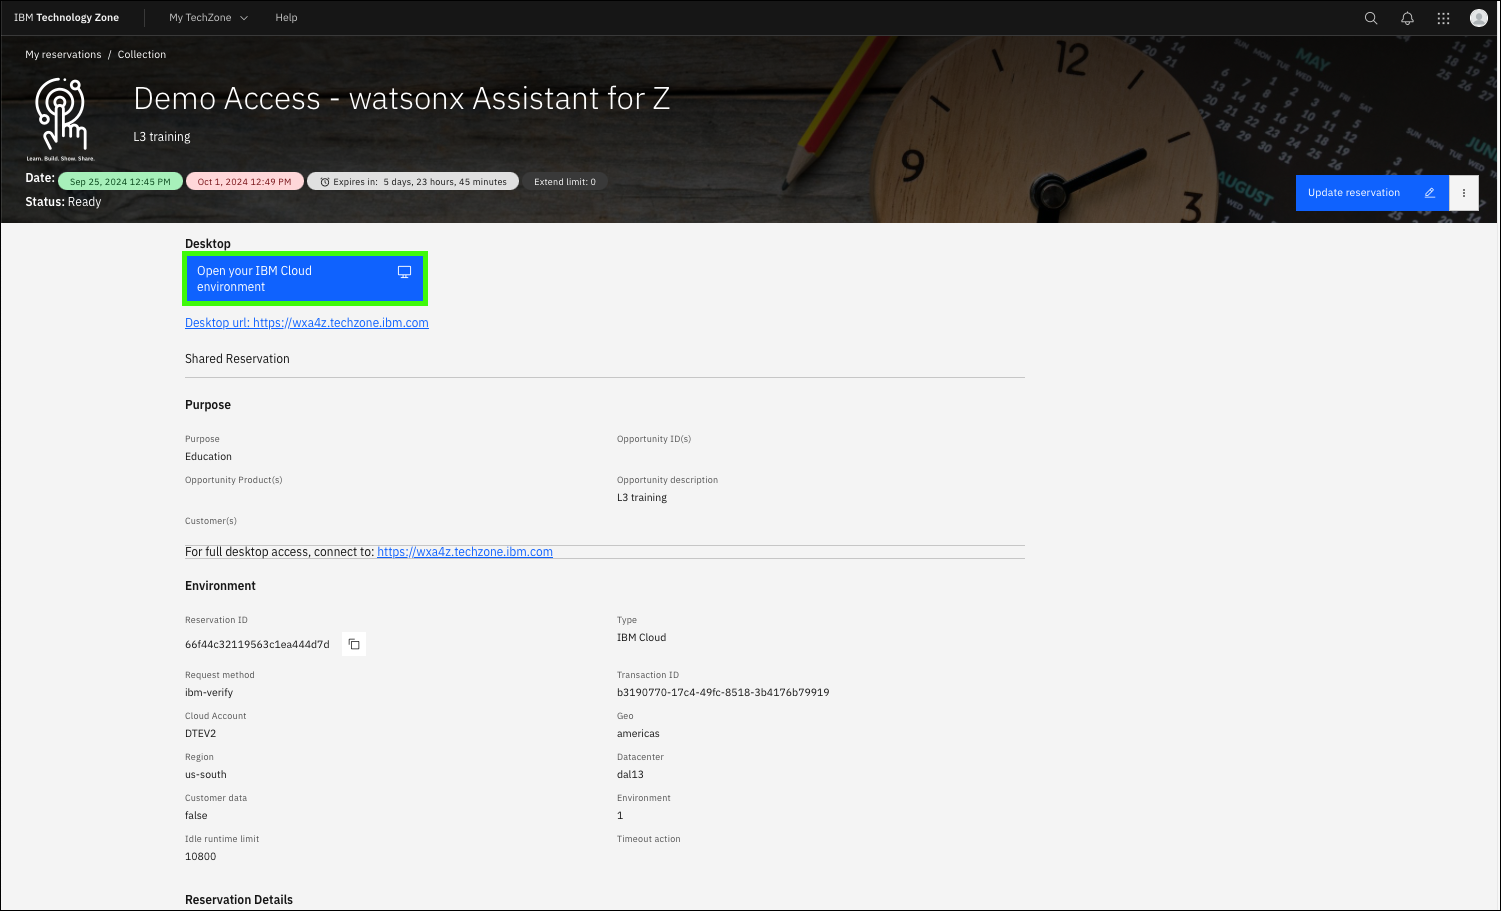 IBM Technology Zone
My TechZone
Help
My reservations / Collection
Demo Access - watsonx Assistant for Z
L3 training
Learn. Build. Show. Share.
Date: Sep 25, 2024 12:45 PM Oct 1, 2024 12:49 PM Expires in: 5 days, 23 hours, 45 minutes Extend limit: 0
Status: Ready
Update reservation
12
9
3
MAY
AUGUST
Desktop
Open your IBM Cloud
environment
Desktop url: https://wxa4z.techzone.ibm.com
Shared Reservation
Purpose
Purpose
Education
Opportunity ID(s)
Opportunity Product(s)
Opportunity description
L3 training
Customer(s)
For full desktop access, connect to: https://wxa4z.techzone.ibm.com
Environment
Reservation ID
66f44c32119563c1ea444d7d
Type
IBM Cloud
Request method
ibm-verify
Transaction ID
b3190770-17c4-49fc-8518-3b4176b79919
Cloud Account
DTEV2
Geo
americas
Region
us-south
Datacenter
dal13
Customer data
false
Environment
1
Idle runtime limit
10800
Timeout action
Reservation Details